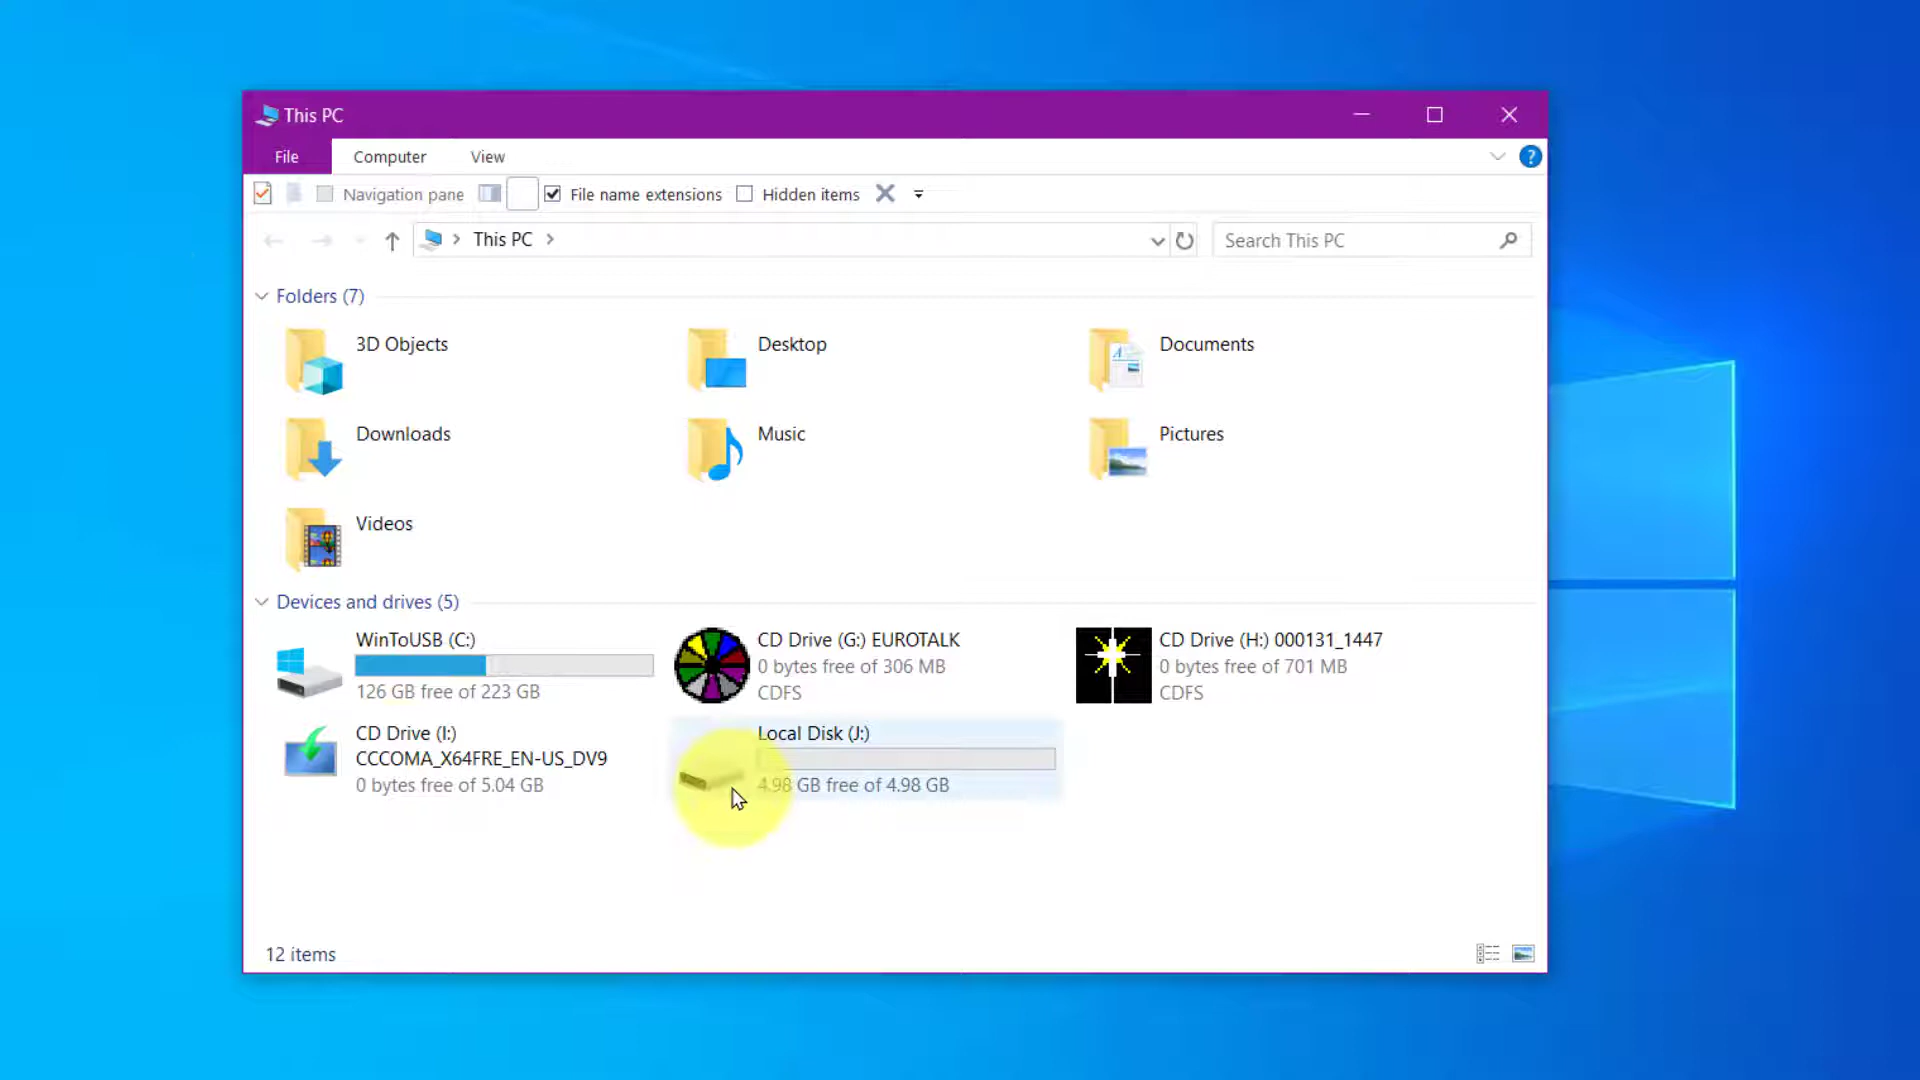 This PC
File Computer View ?
Navigation pane File name extensions Hidden items
This PC Search This PC
Folders (7)
3D Objects Desktop Documents
Downloads Music Pictures
Videos
Devices and drives (5)
WinToUSB (C:)
126 GB free of 223 GB
CD Drive (G:) EUROTALK
0 bytes free of 306 MB
CDFS
CD Drive (H:) 000131_1447
0 bytes free of 701 MB
CDFS
CD Drive (I:)
CCCOMA_X64FRE_EN-US_DV9
0 bytes free of 5.04 GB
Local Disk (J:)
4.98 GB free of 4.98 GB
12 items